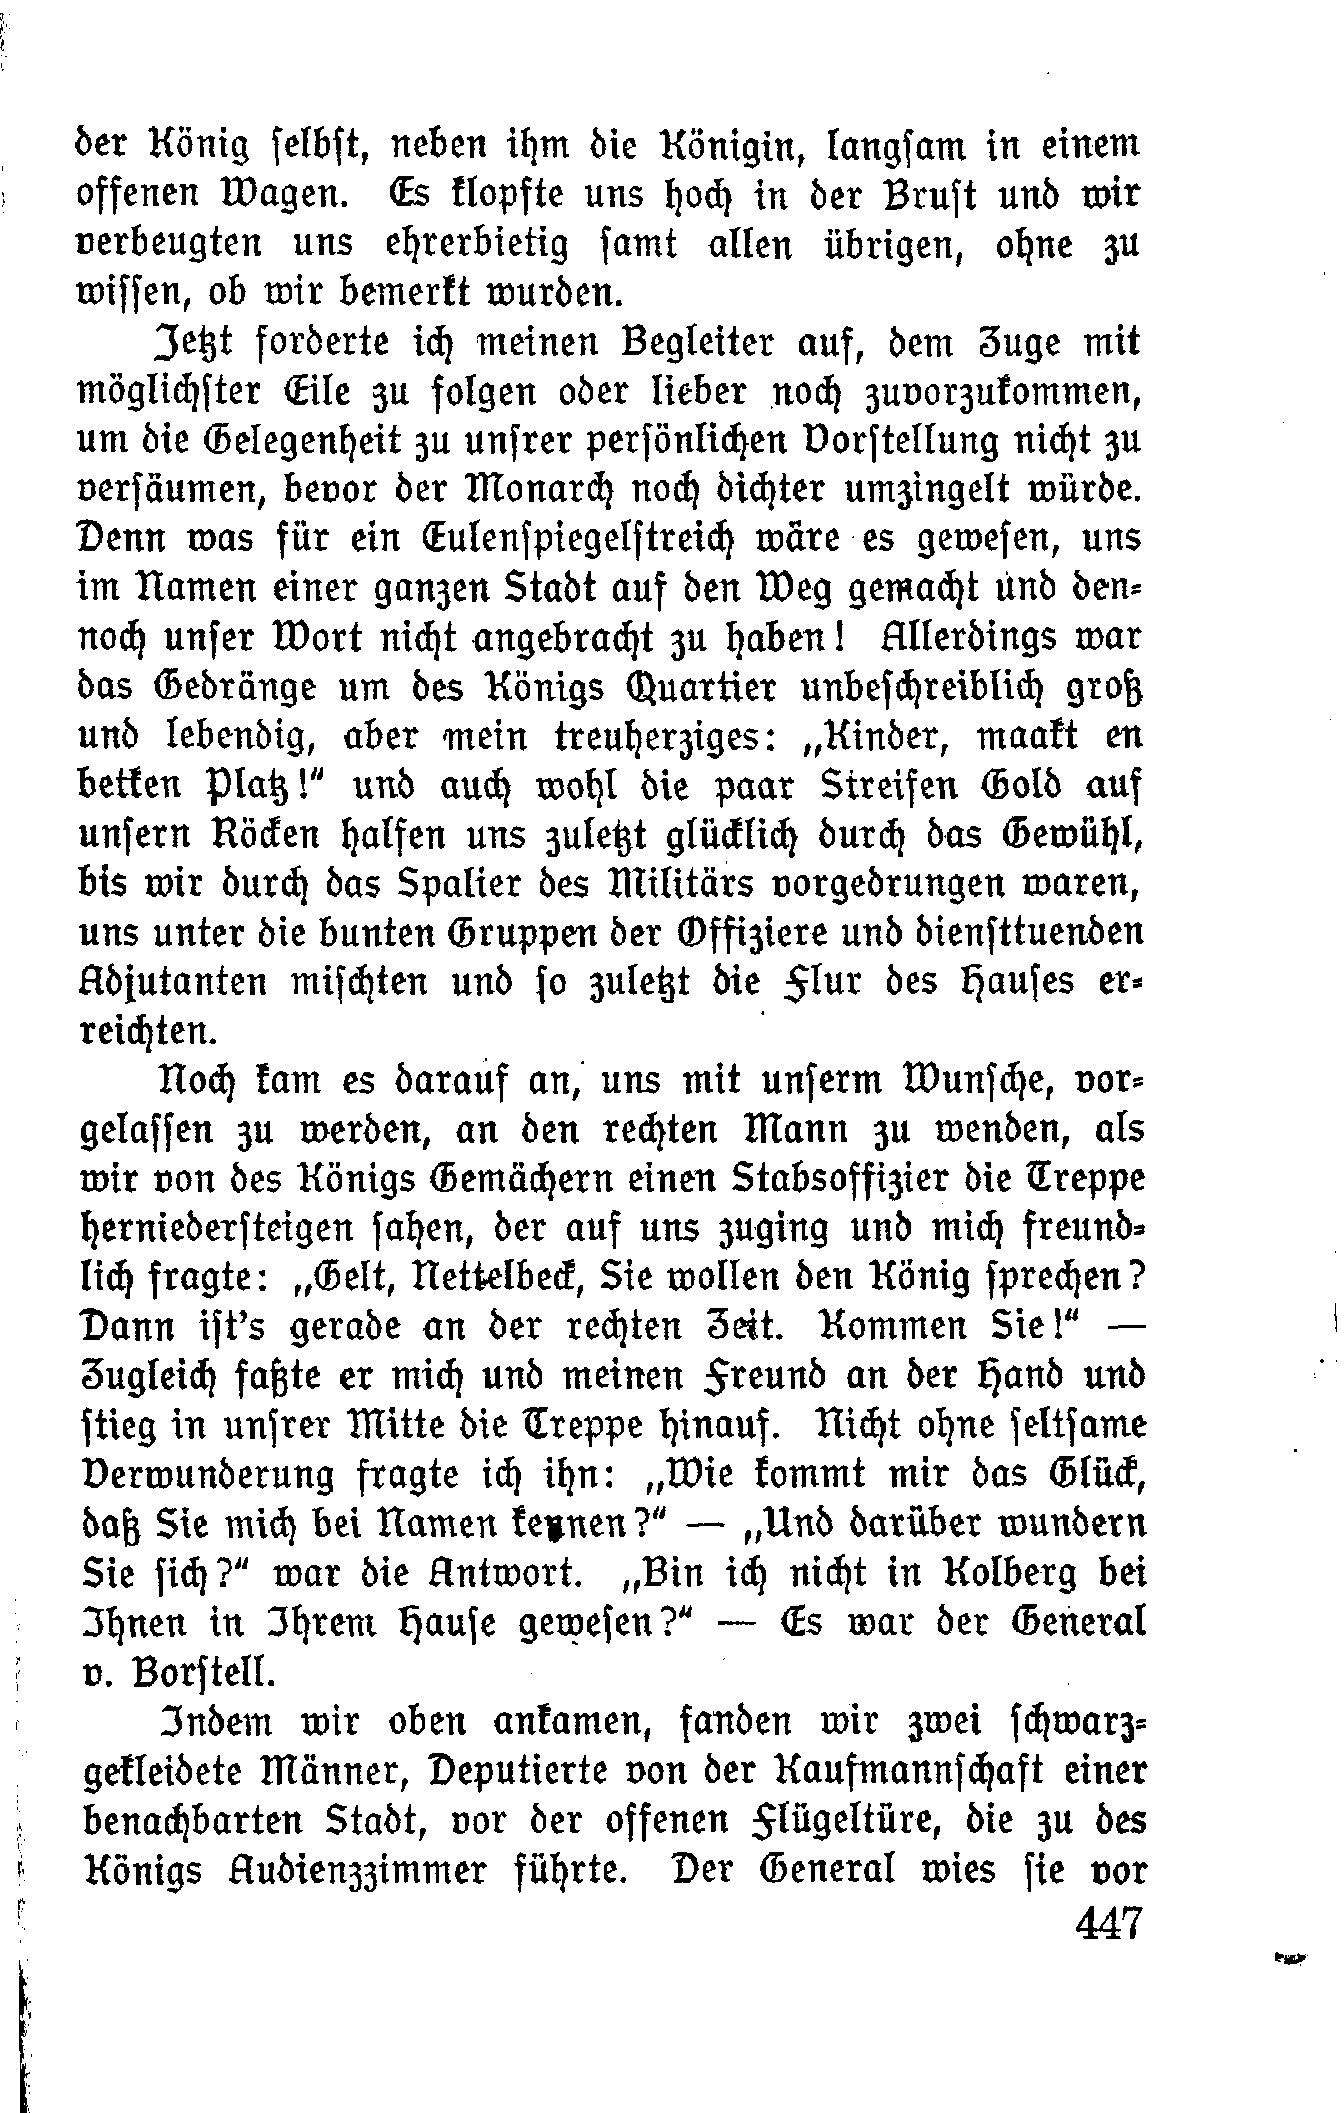 der König selbst, neben ihm die Königin, langsam in einem
offenen Wagen. Es klopfte uns hoch in der Brust und wir
verbeugten uns ehrerbietig samt allen übrigen, ohne zu
wissen, ob wir bemerkt wurden.
Jetzt forderte ich meinen Begleiter auf, dem Zuge mit
möglichster Eile zu folgen oder lieber noch zuvorzukommen,
um die Gelegenheit zu unsrer persönlichen Vorstellung nicht zu
versäumen, bevor der Monarch noch dichter umzingelt würde.
Denn was für ein Eulenspiegelstreich wäre es gewesen, uns
im Namen einer ganzen Stadt auf den Weg gemacht und den-
noch unser Wort nicht angebracht zu haben! Allerdings war
das Gedränge um des Königs Quartier unbeschreiblich groß
und lebendig, aber mein treuherziges: „Kinder, maakt en
betken Platz!“ und auch wohl die paar Streifen Gold auf
unsern Röcken halfen uns zuletzt glücklich durch das Gewühl,
bis wir durch das Spalier des Militärs vorgedrungen waren,
uns unter die bunten Gruppen der Offiziere und diensttuenden
Adjutanten mischten und so zuletzt die Flur des Hauses er-
reichten.
Noch kam es darauf an, uns mit unserm Wunsche, vor-
gelassen zu werden, an den rechten Mann zu wenden, als
wir von des Königs Gemächern einen Stabsoffizier die Treppe
herniedersteigen sahen, der auf uns zuging und mich freund-
lich fragte: „Gelt, Nettelbeck, Sie wollen den König sprechen?
Dann ist's gerade an der rechten Zeit. Kommen Sie!“ —
Zugleich faßte er mich und meinen Freund an der Hand und
stieg in unsrer Mitte die Treppe hinauf. Nicht ohne seltsame
Verwunderung fragte ich ihn: „Wie kommt mir das Glück,
daß Sie mich bei Namen kennen?“ — „Und darüber wundern
Sie sich?“ war die Antwort. „Bin ich nicht in Kolberg bei
Ihnen in Ihrem Hause gewesen?“ — Es war der General
v. Borstell.
Indem wir oben ankamen, fanden wir zwei schwarz-
gekleidete Männer, Deputierte von der Kaufmannschaft einer
benachbarten Stadt, vor der offenen Flügeltüre, die zu des
Königs Audienzzimmer führte. Der General wies sie vor
447